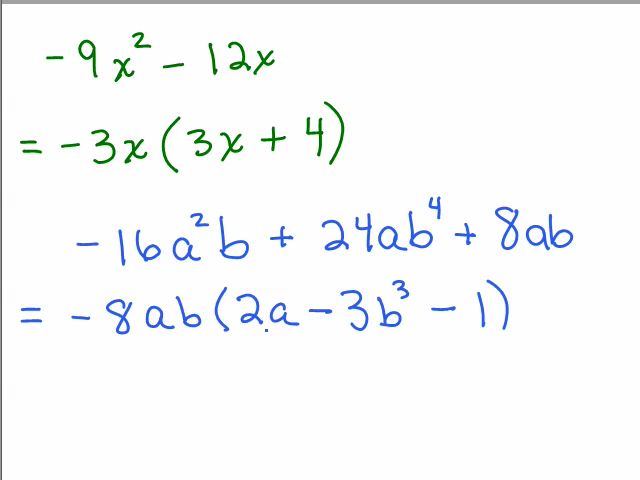 -9x² - 12x
= -3x(3x + 4)
-16a²b + 24ab⁴ + 8ab
= -8ab(2a - 3b³ - 1)